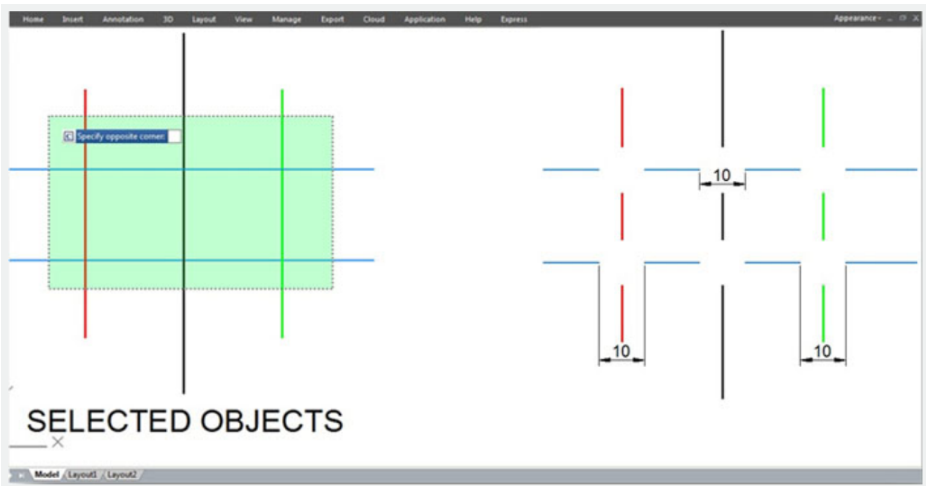 Home Insert Annotation 3D Layout View Manage Export Cloud Application Help Express Appearance
Specify opposite corner:
10
10 10
SELECTED OBJECTS
Model Layout1 Layout2